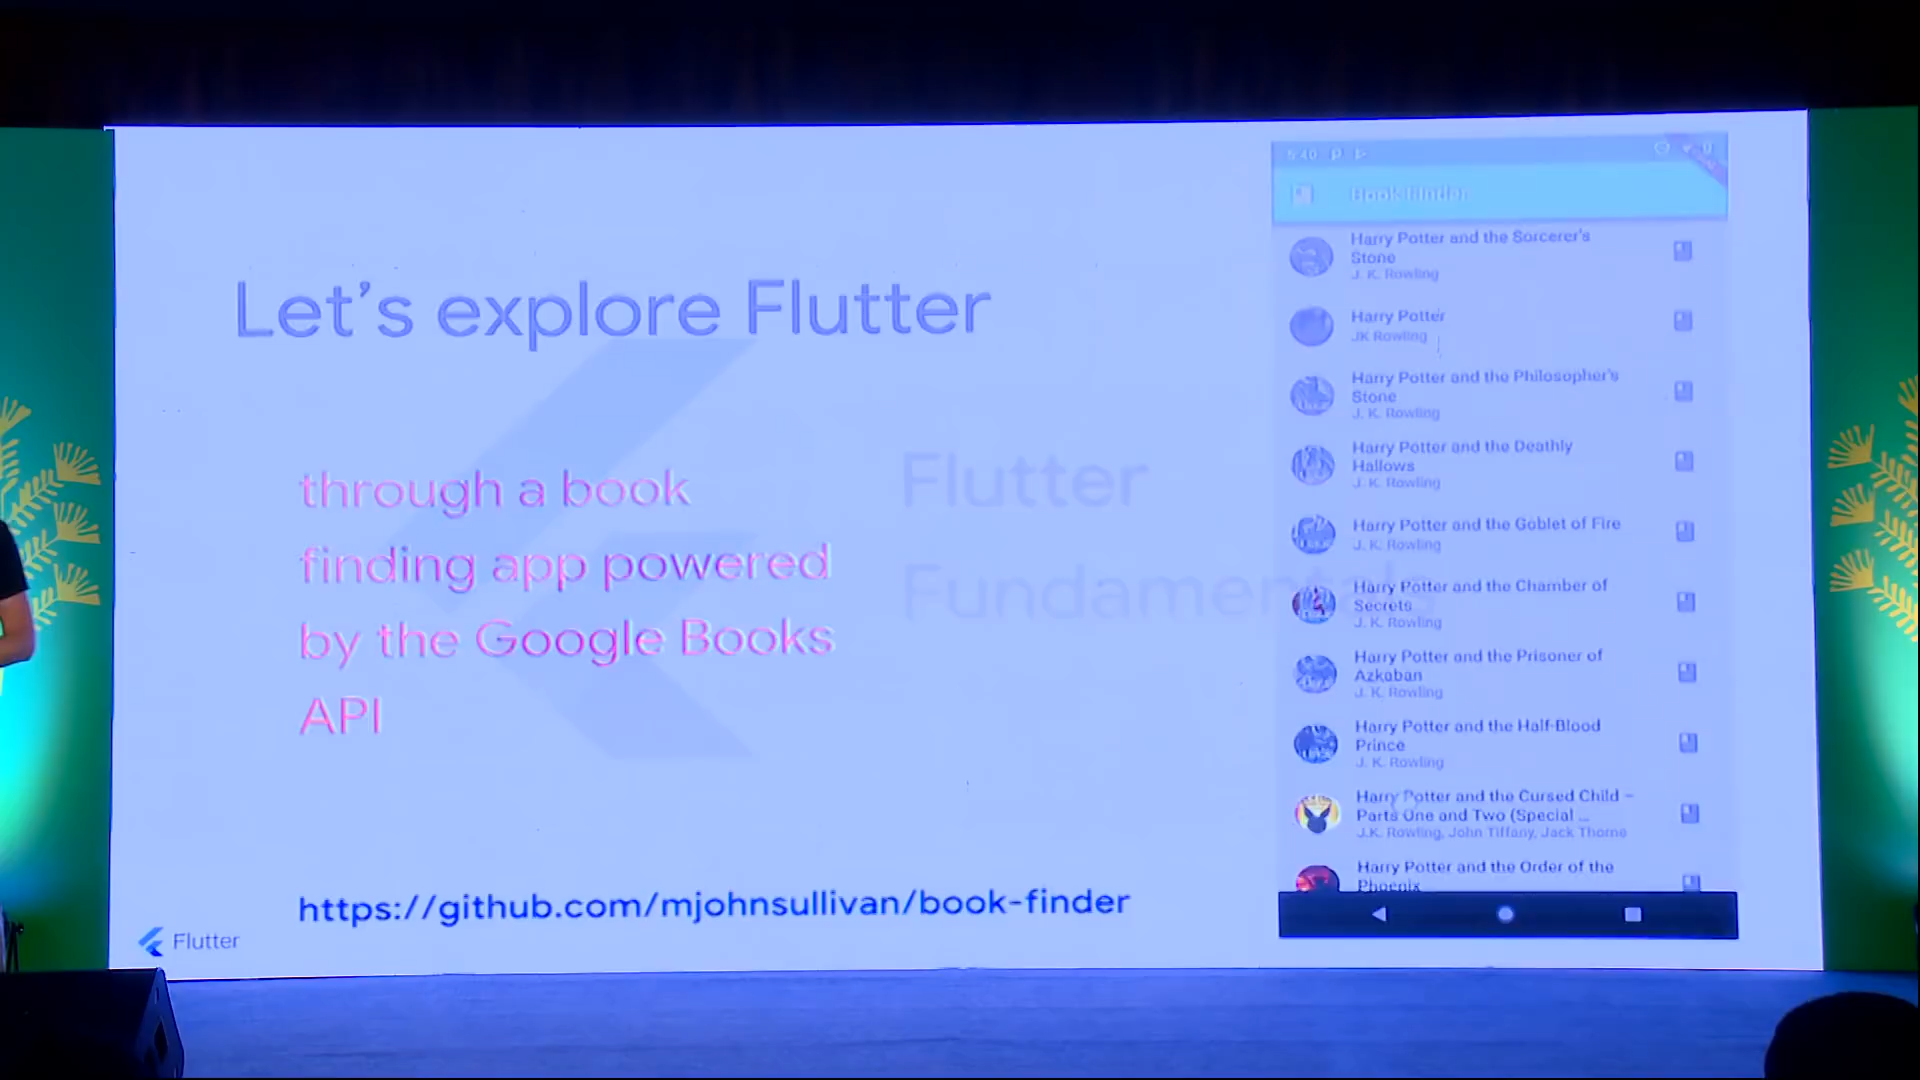 Let's explore Flutter
through a book
finding app powered
by the Google Books
API
https://github.com/mjohnsullivan/book-finder
Flutter
Flutter
Fundamentals
5:40
Book Finder
Harry Potter and the Sorcerer's
Stone
J. K. Rowling
Harry Potter
JK Rowling
Harry Potter and the Philosopher's
Stone
J. K. Rowling
Harry Potter and the Deathly
Hallows
J. K. Rowling
Harry Potter and the Goblet of Fire
J. K. Rowling
Harry Potter and the Chamber of
Secrets
J. K. Rowling
Harry Potter and the Prisoner of
Azkaban
J. K. Rowling
Harry Potter and the Half-Blood
Prince
J. K. Rowling
Harry Potter and the Cursed Child –
Parts One and Two (Special ...
J.K. Rowling, John Tiffany, Jack Thorne
Harry Potter and the Order of the
Phoenix